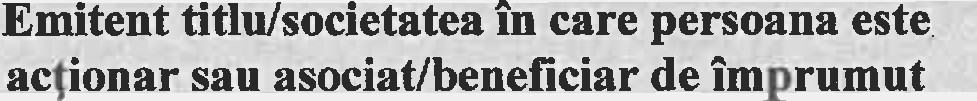 Emitent titlu/societatea în care persoana este
acționar sau asociat/beneficiar de împrumut